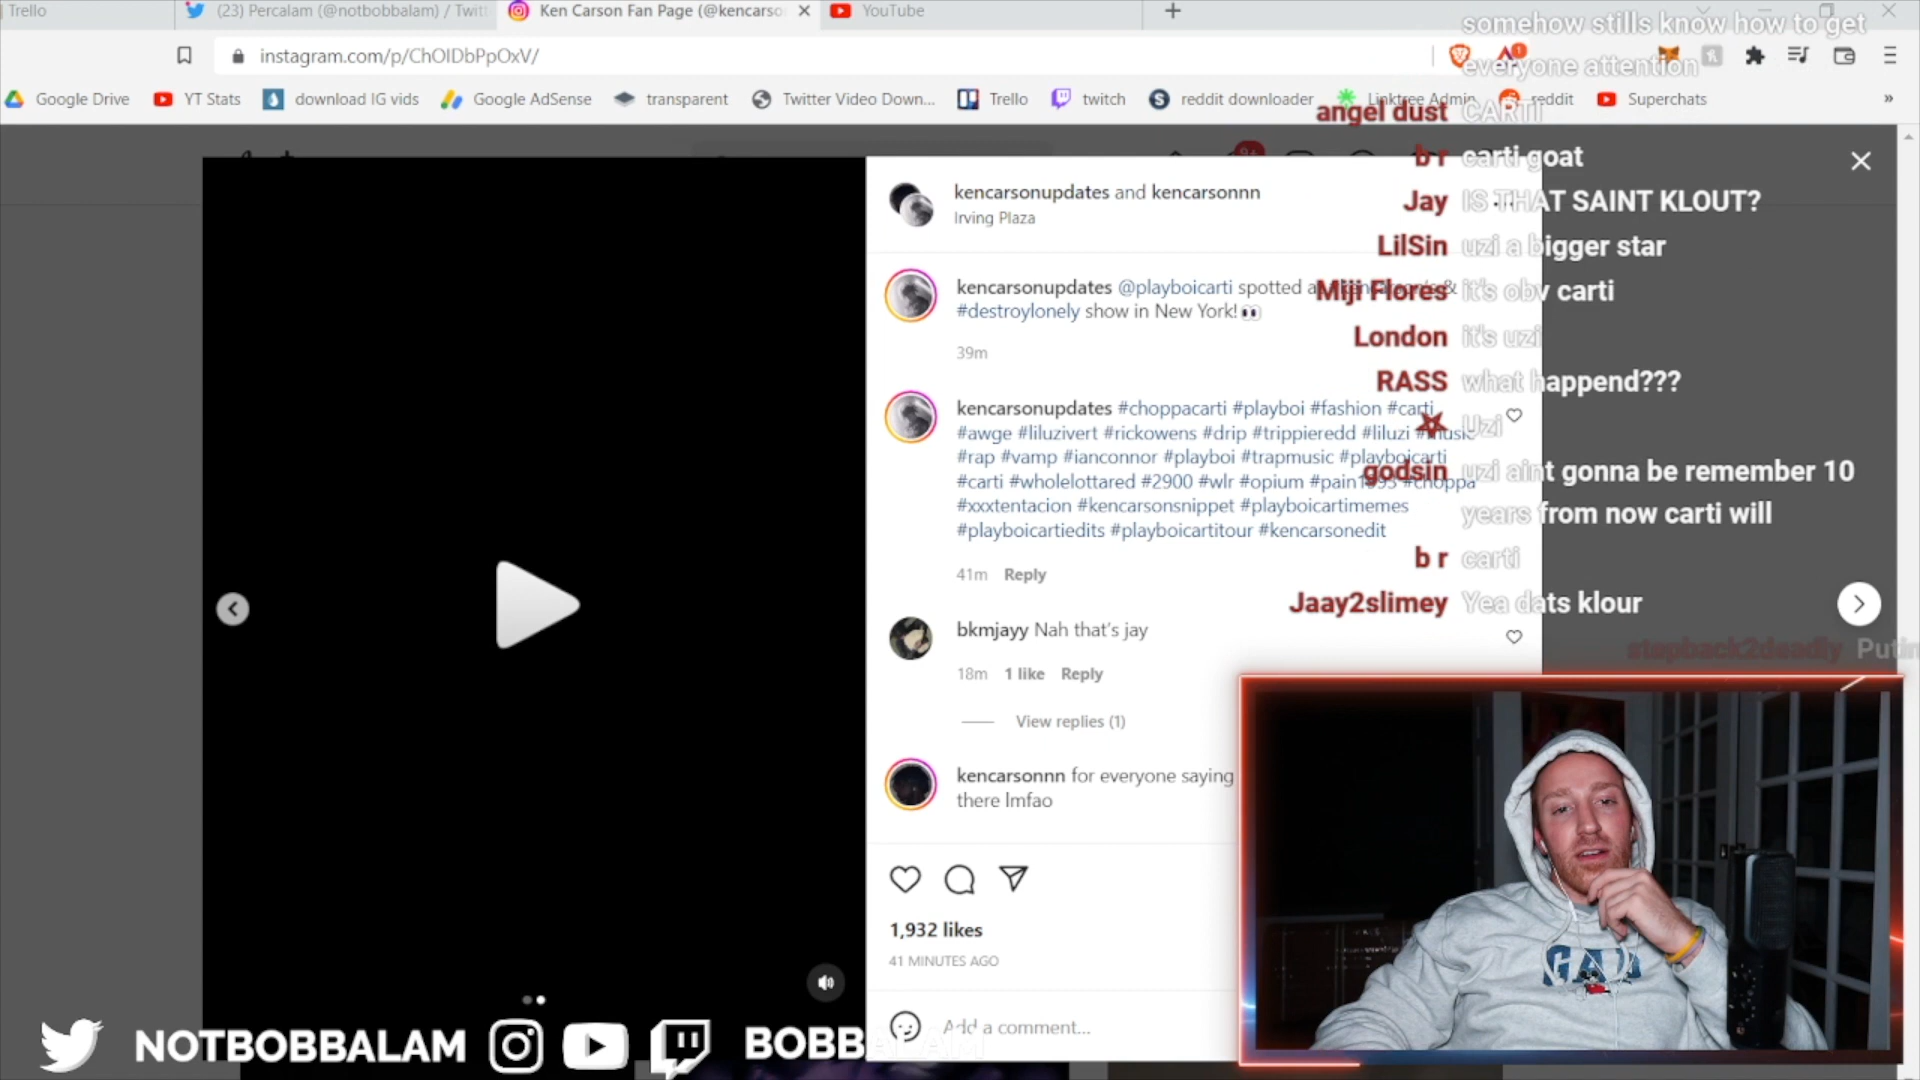 Trello
(23) Percalam (@notbobbalam) / Twitt
Ken Carson Fan Page (@kencarso
YouTube
instagram.com/p/ChOIDbPpOxV/
Google Drive
YT Stats
download IG vids
Google AdSense
transparent
Twitter Video Down...
Trello
twitch
reddit downloader
Linktree Admin
reddit
Superchats
somehow stills know how to get
everyone attention
angel dust CARTI
b r carti goat
Jay IS THAT SAINT KLOUT?
LilSin uzi a bigger star
Miji Flores it's obv carti
London it's uzi
RASS what happend???
Uzi
godsin uzi aint gonna be remember 10
years from now carti will
b r carti
Jaay2slimey Yea dats klour
stepback2deadly Putin
kencarsonupdates and kencarsonnn
Irving Plaza
kencarsonupdates @playboicarti spotted a
&
#destroylonely show in New York!👀
39m
kencarsonupdates #choppacarti #playboi #fashion #carti
#awge #liluzivert #rickowens #drip #trippieredd #liluzi #music
#rap #vamp #ianconnor #playboi #trapmusic #playboicarti
#carti #wholelottared #2900 #wlr #opium #pain1993 #choppa
#xxxtentacion #kencarsonsnippet #playboicartimemes
#playboicartiedits #playboicartitour #kencarsonedit
41m Reply
bkmjayy Nah that's jay
18m 1 like Reply
View replies (1)
kencarsonnn for everyone saying
there lmfao
1,932 likes
41 MINUTES AGO
Add a comment...
GAP
NOTBOBBALAM
BOBBALAM